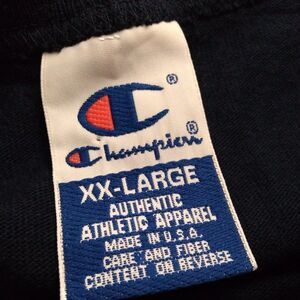 ®
Champion®
XX-LARGE
AUTHENTIC
ATHLETIC APPAREL
MADE IN U.S.A.
CARE AND FIBER
CONTENT ON REVERSE